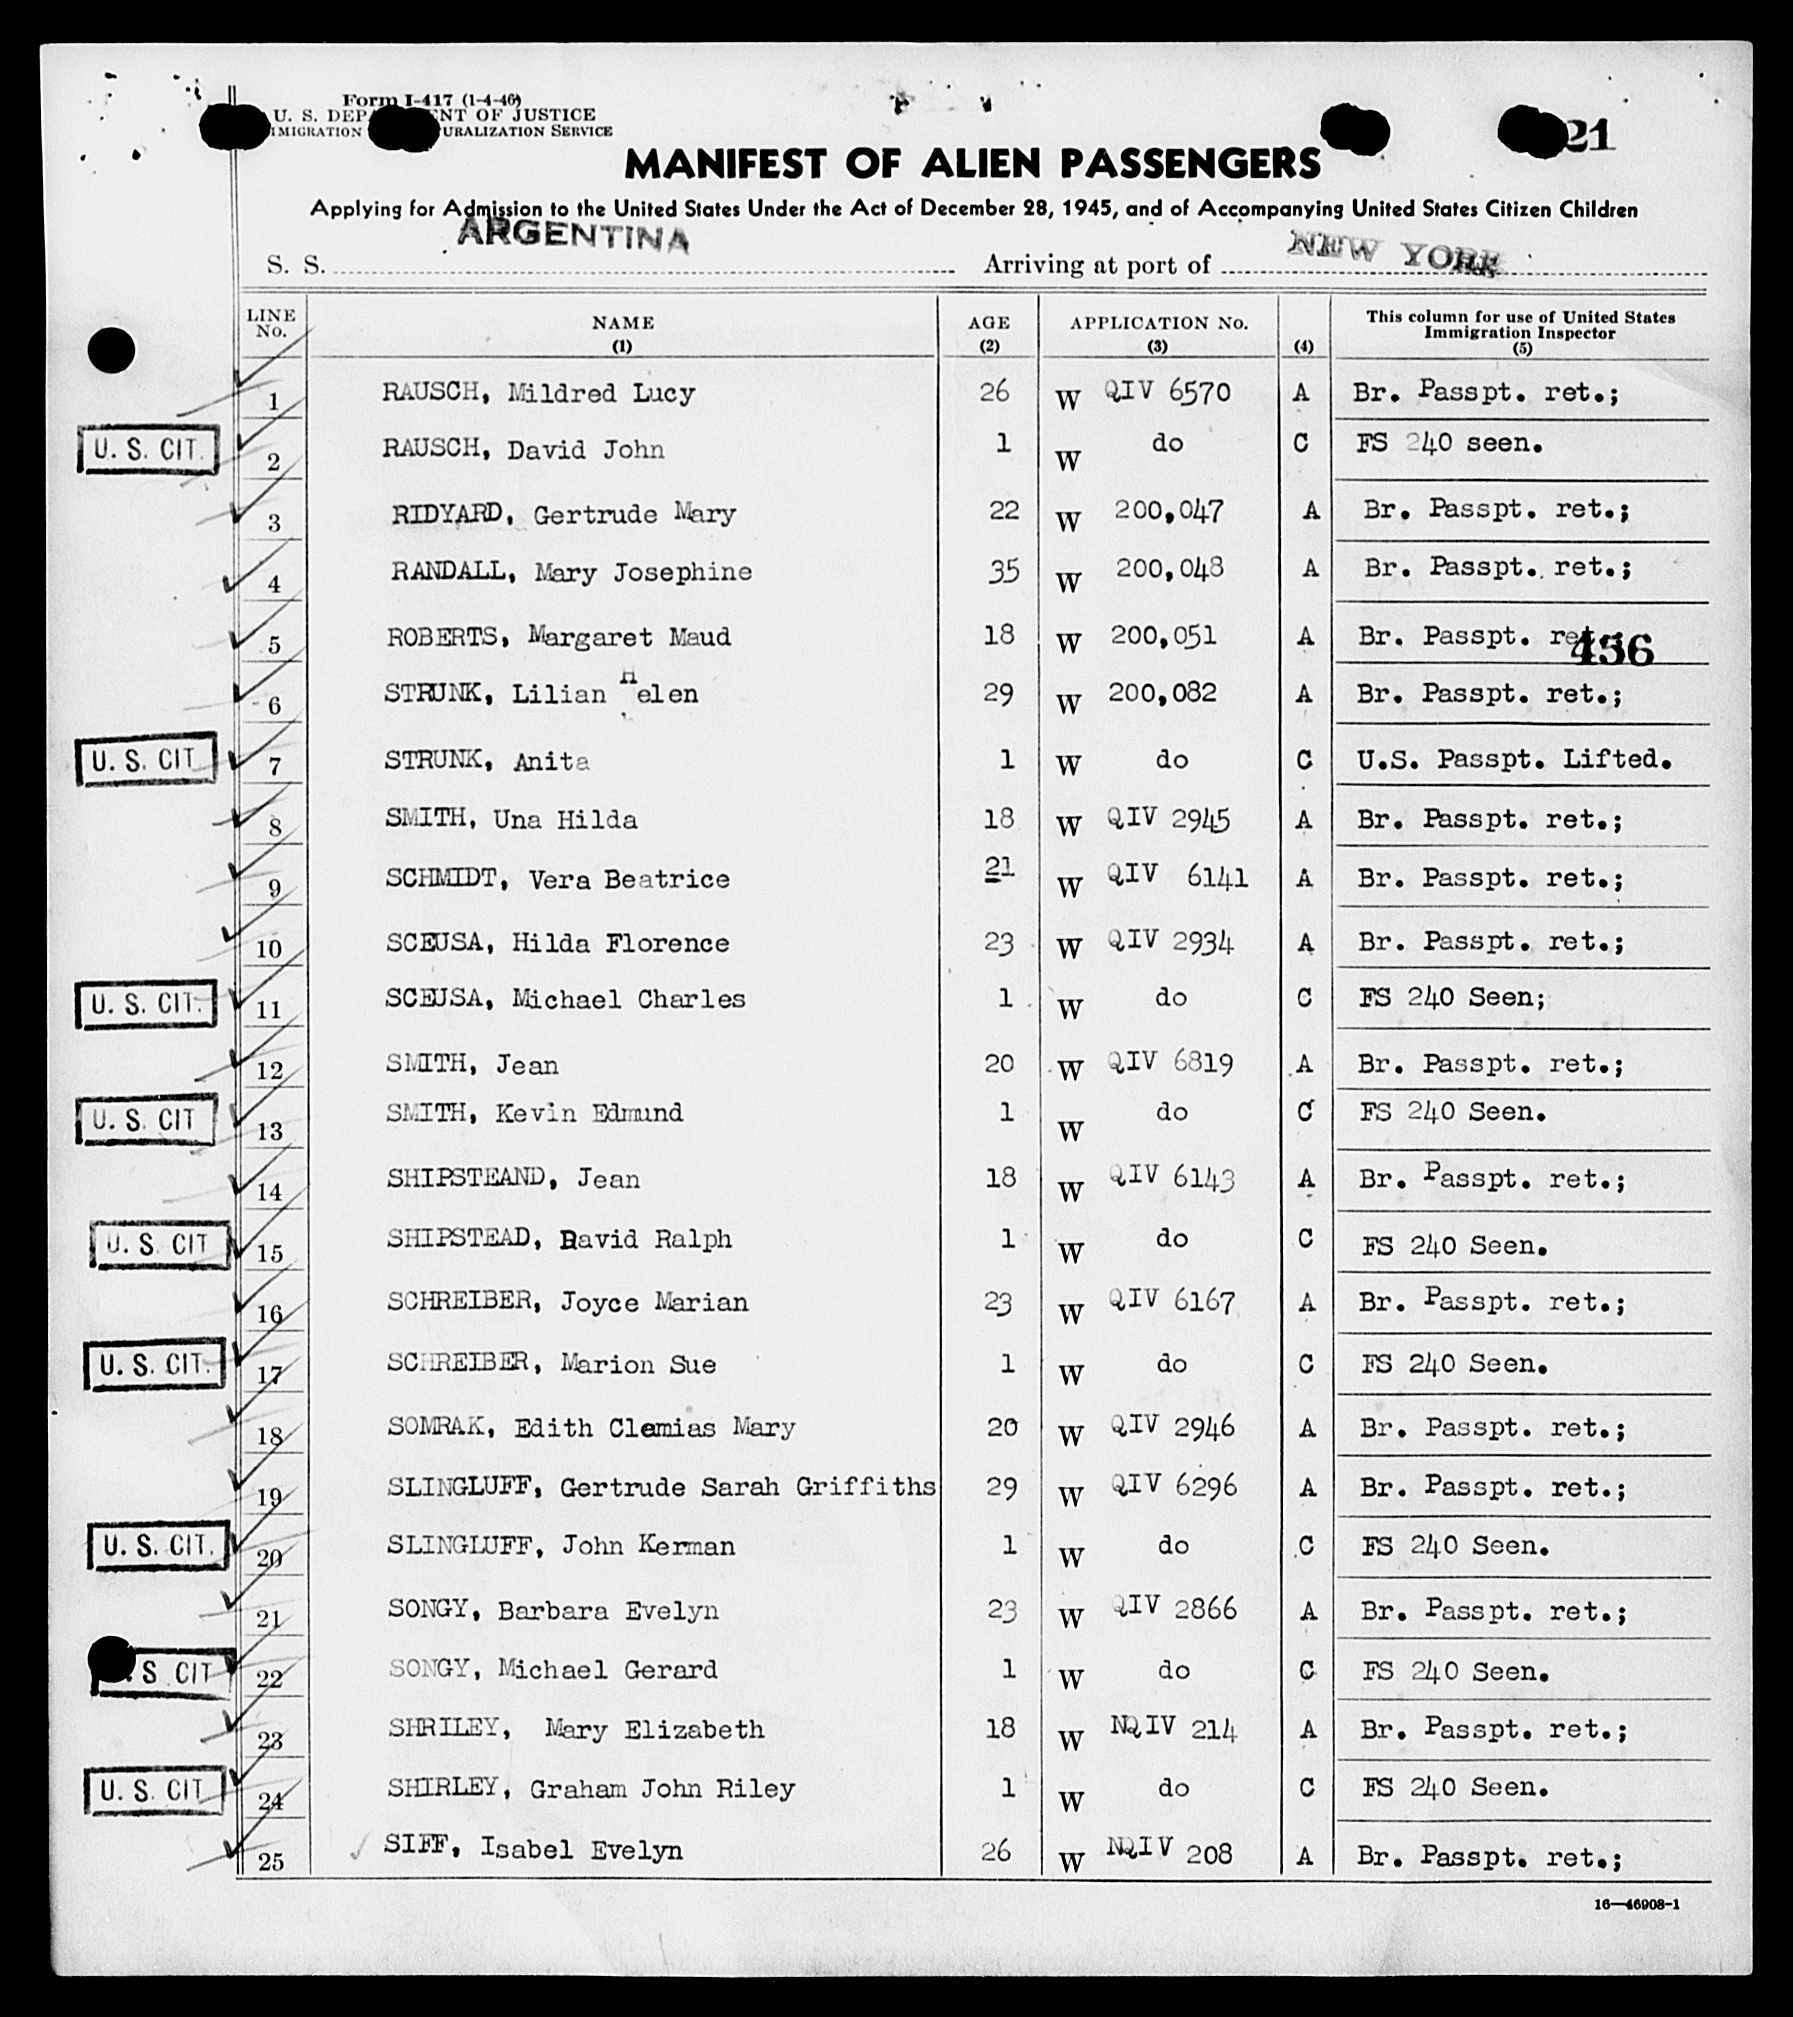 Form I-417 (1-4-46)
U. S. DEP NT OF JUSTICE
IMIGRATION URALIZATION SERVICE
21
MANIFEST OF ALIEN PASSENGERS
Applying for Admission to the United States Under the Act of December 28, 1945, and of Accompanying United States Citizen Children
S. S. ARGENTINA Arriving at port of NEW YORK
LINE No. NAME (1) AGE (2) APPLICATION No. (3) (4) This column for use of United States Immigration Inspector (5)
1 RAUSCH, Mildred Lucy 26 W QIV 6570 A Br. Passpt. ret.;
U. S. CIT. 2 RAUSCH, David John 1 W do C FS 240 seen.
3 RIDYARD, Gertrude Mary 22 W 200,047 A Br. Passpt. ret.;
4 RANDALL, Mary Josephine 35 W 200,048 A Br. Passpt. ret.;
5 ROBERTS, Margaret Maud 18 W 200,051 A Br. Passpt. ret.;
456
6 STRUNK, Lilian Helen 29 W 200,082 A Br. Passpt. ret.;
U. S. CIT 7 STRUNK, Anita 1 W do C U.S. Passpt. Lifted.
8 SMITH, Una Hilda 18 W QIV 2945 A Br. Passpt. ret.;
9 SCHMIDT, Vera Beatrice 21 W QIV 6141 A Br. Passpt. ret.;
10 SCEUSA, Hilda Florence 23 W QIV 2934 A Br. Passpt. ret.;
U. S. CIT. 11 SCEUSA, Michael Charles 1 W do C FS 240 Seen;
12 SMITH, Jean 20 W QIV 6819 A Br. Passpt. ret.;
U. S. CIT 13 SMITH, Kevin Edmund 1 W do C FS 240 Seen.
14 SHIPSTEAND, Jean 18 W QIV 6143 A Br. Passpt. ret.;
U. S. CIT 15 SHIPSTEAD, David Ralph 1 W do C FS 240 Seen.
16 SCHREIBER, Joyce Marian 23 W QIV 6167 A Br. Passpt. ret.;
U. S. CIT. 17 SCHREIBER, Marion Sue 1 W do C FS 240 Seen.
18 SOMRAK, Edith Clemias Mary 20 W QIV 2946 A Br. Passpt. ret.;
19 SLINGLUFF, Gertrude Sarah Griffiths 29 W QIV 6296 A Br. Passpt. ret.;
U. S. CIT. 20 SLINGLUFF, John Kerman 1 W do C FS 240 Seen.
21 SONGY, Barbara Evelyn 23 W QIV 2866 A Br. Passpt. ret.;
S CIT 22 SONGY, Michael Gerard 1 W do C FS 240 Seen.
23 SHRILEY, Mary Elizabeth 18 W NQIV 214 A Br. Passpt. ret.;
U. S. CIT 24 SHIRLEY, Graham John Riley 1 W do C FS 240 Seen.
25 SIFF, Isabel Evelyn 26 W NQIV 208 A Br. Passpt. ret.;
16—46908-1